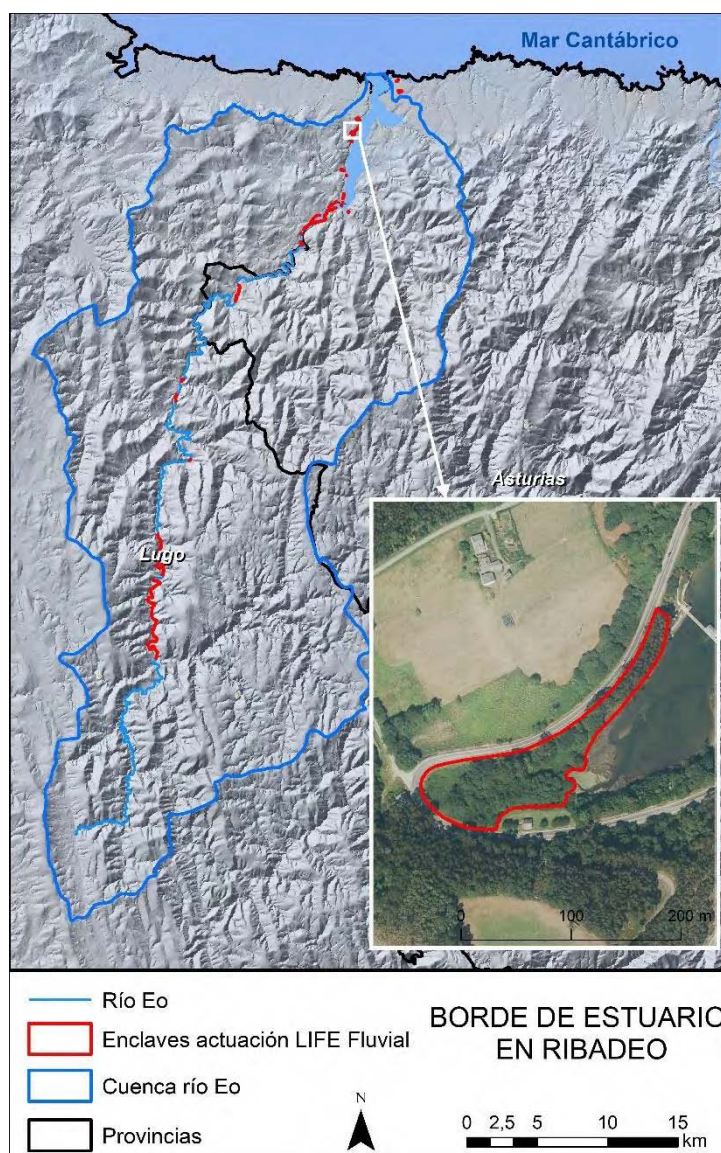 Mar Cantábrico
Asturias
Lugo
0 100 200 m
Río Eo
Enclaves actuación LIFE Fluvial
Cuenca río Eo
Provincias
BORDE DE ESTUARIO
EN RIBADEO
N
0 2,5 5 10 15
km